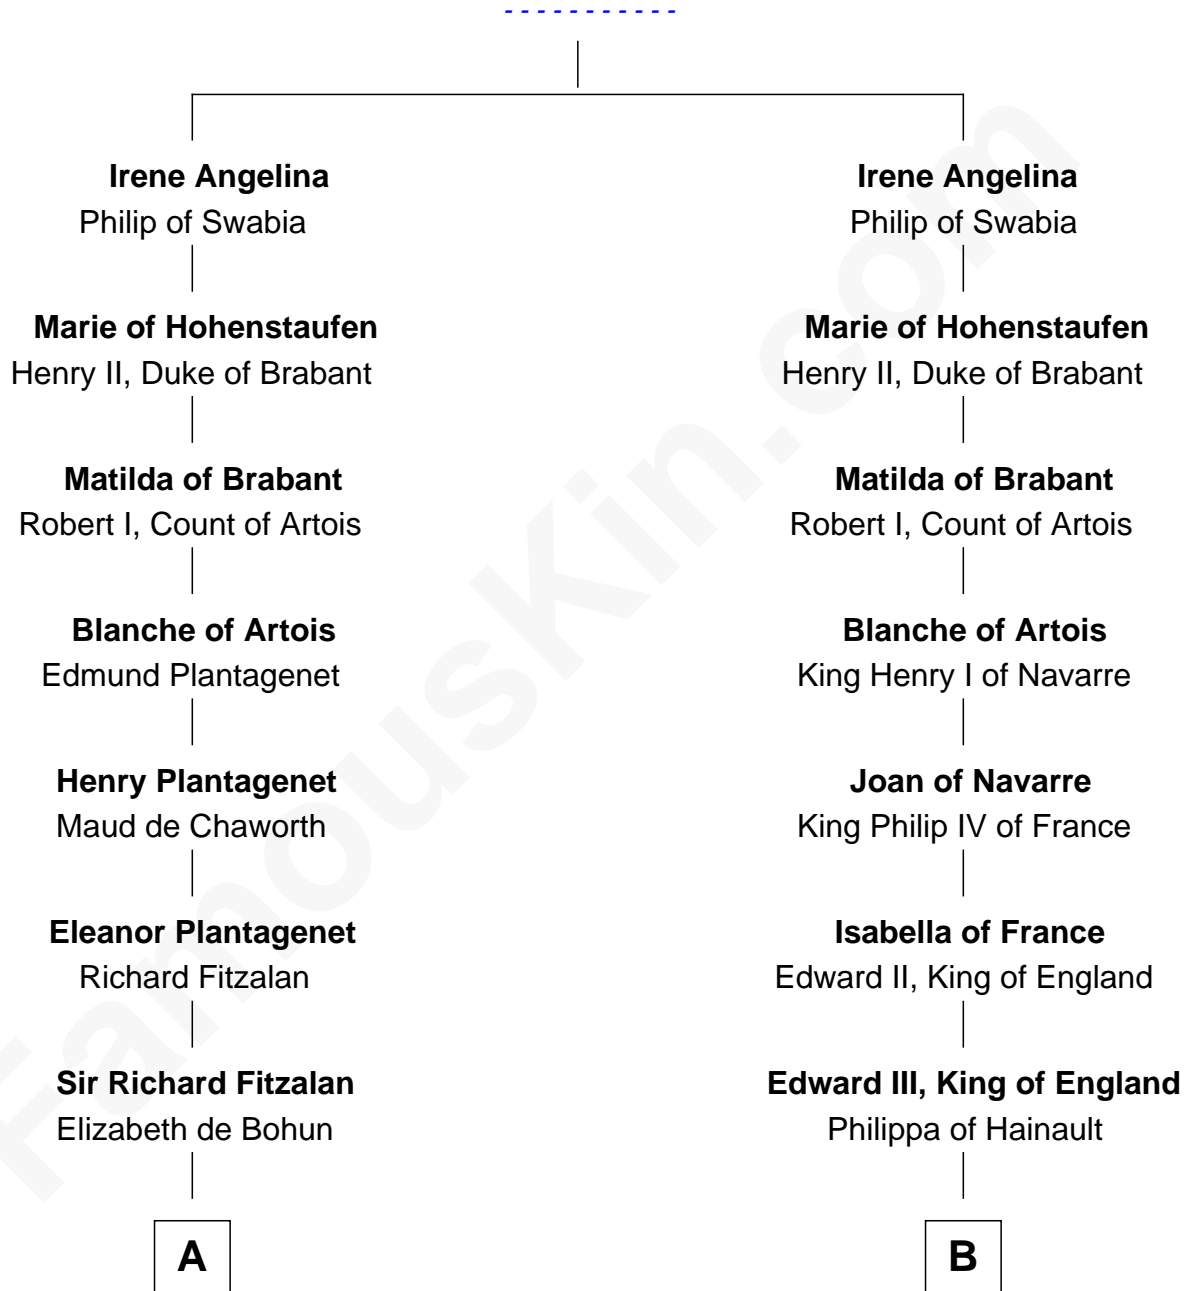 - - - - - - - - - - -
Irene Angelina
Philip of Swabia
Marie of Hohenstaufen
Henry II, Duke of Brabant
Matilda of Brabant
Robert I, Count of Artois
Blanche of Artois
Edmund Plantagenet
Henry Plantagenet
Maud de Chaworth
Eleanor Plantagenet
Richard Fitzalan
Sir Richard Fitzalan
Elizabeth de Bohun
A
Irene Angelina
Philip of Swabia
Marie of Hohenstaufen
Henry II, Duke of Brabant
Matilda of Brabant
Robert I, Count of Artois
Blanche of Artois
King Henry I of Navarre
Joan of Navarre
King Philip IV of France
Isabella of France
Edward II, King of England
Edward III, King of England
Philippa of Hainault
B
FamousKin.com